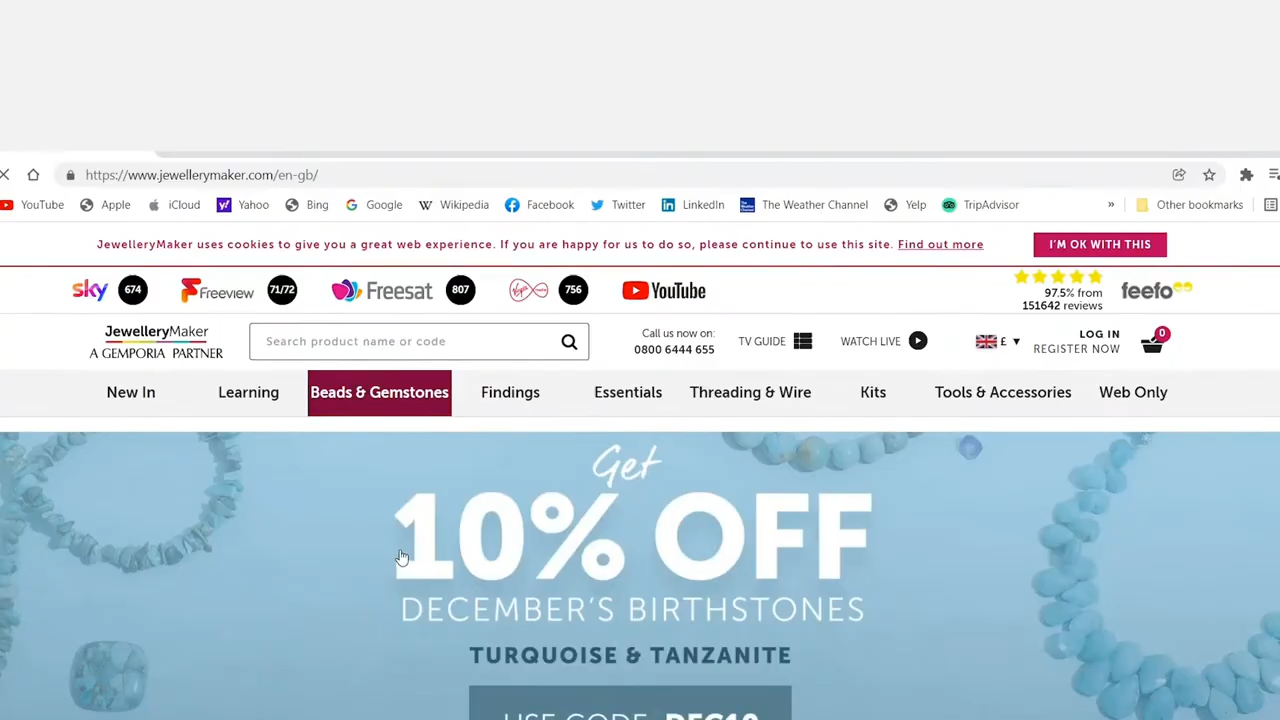 https://www.jewellerymaker.com/en-gb/
YouTube Apple iCloud Yahoo Bing Google Wikipedia Facebook Twitter LinkedIn The Weather Channel Yelp TripAdvisor » Other bookmarks
JewelleryMaker uses cookies to give you a great web experience. If you are happy for us to do so, please continue to use this site. Find out more I'M OK WITH THIS
sky 674 Freeview 71/72 Freesat 807 Virgin 756 YouTube
97.5% from
151642 reviews
feefo
JewelleryMaker
A GEMPORIA PARTNER
Search product name or code
Call us now on:
0800 6444 655
TV GUIDE
WATCH LIVE
£
LOG IN
REGISTER NOW
0
New In Learning Beads & Gemstones Findings Essentials Threading & Wire Kits Tools & Accessories Web Only
Get
10% OFF
DECEMBER'S BIRTHSTONES
TURQUOISE & TANZANITE
USE CODE DEC10